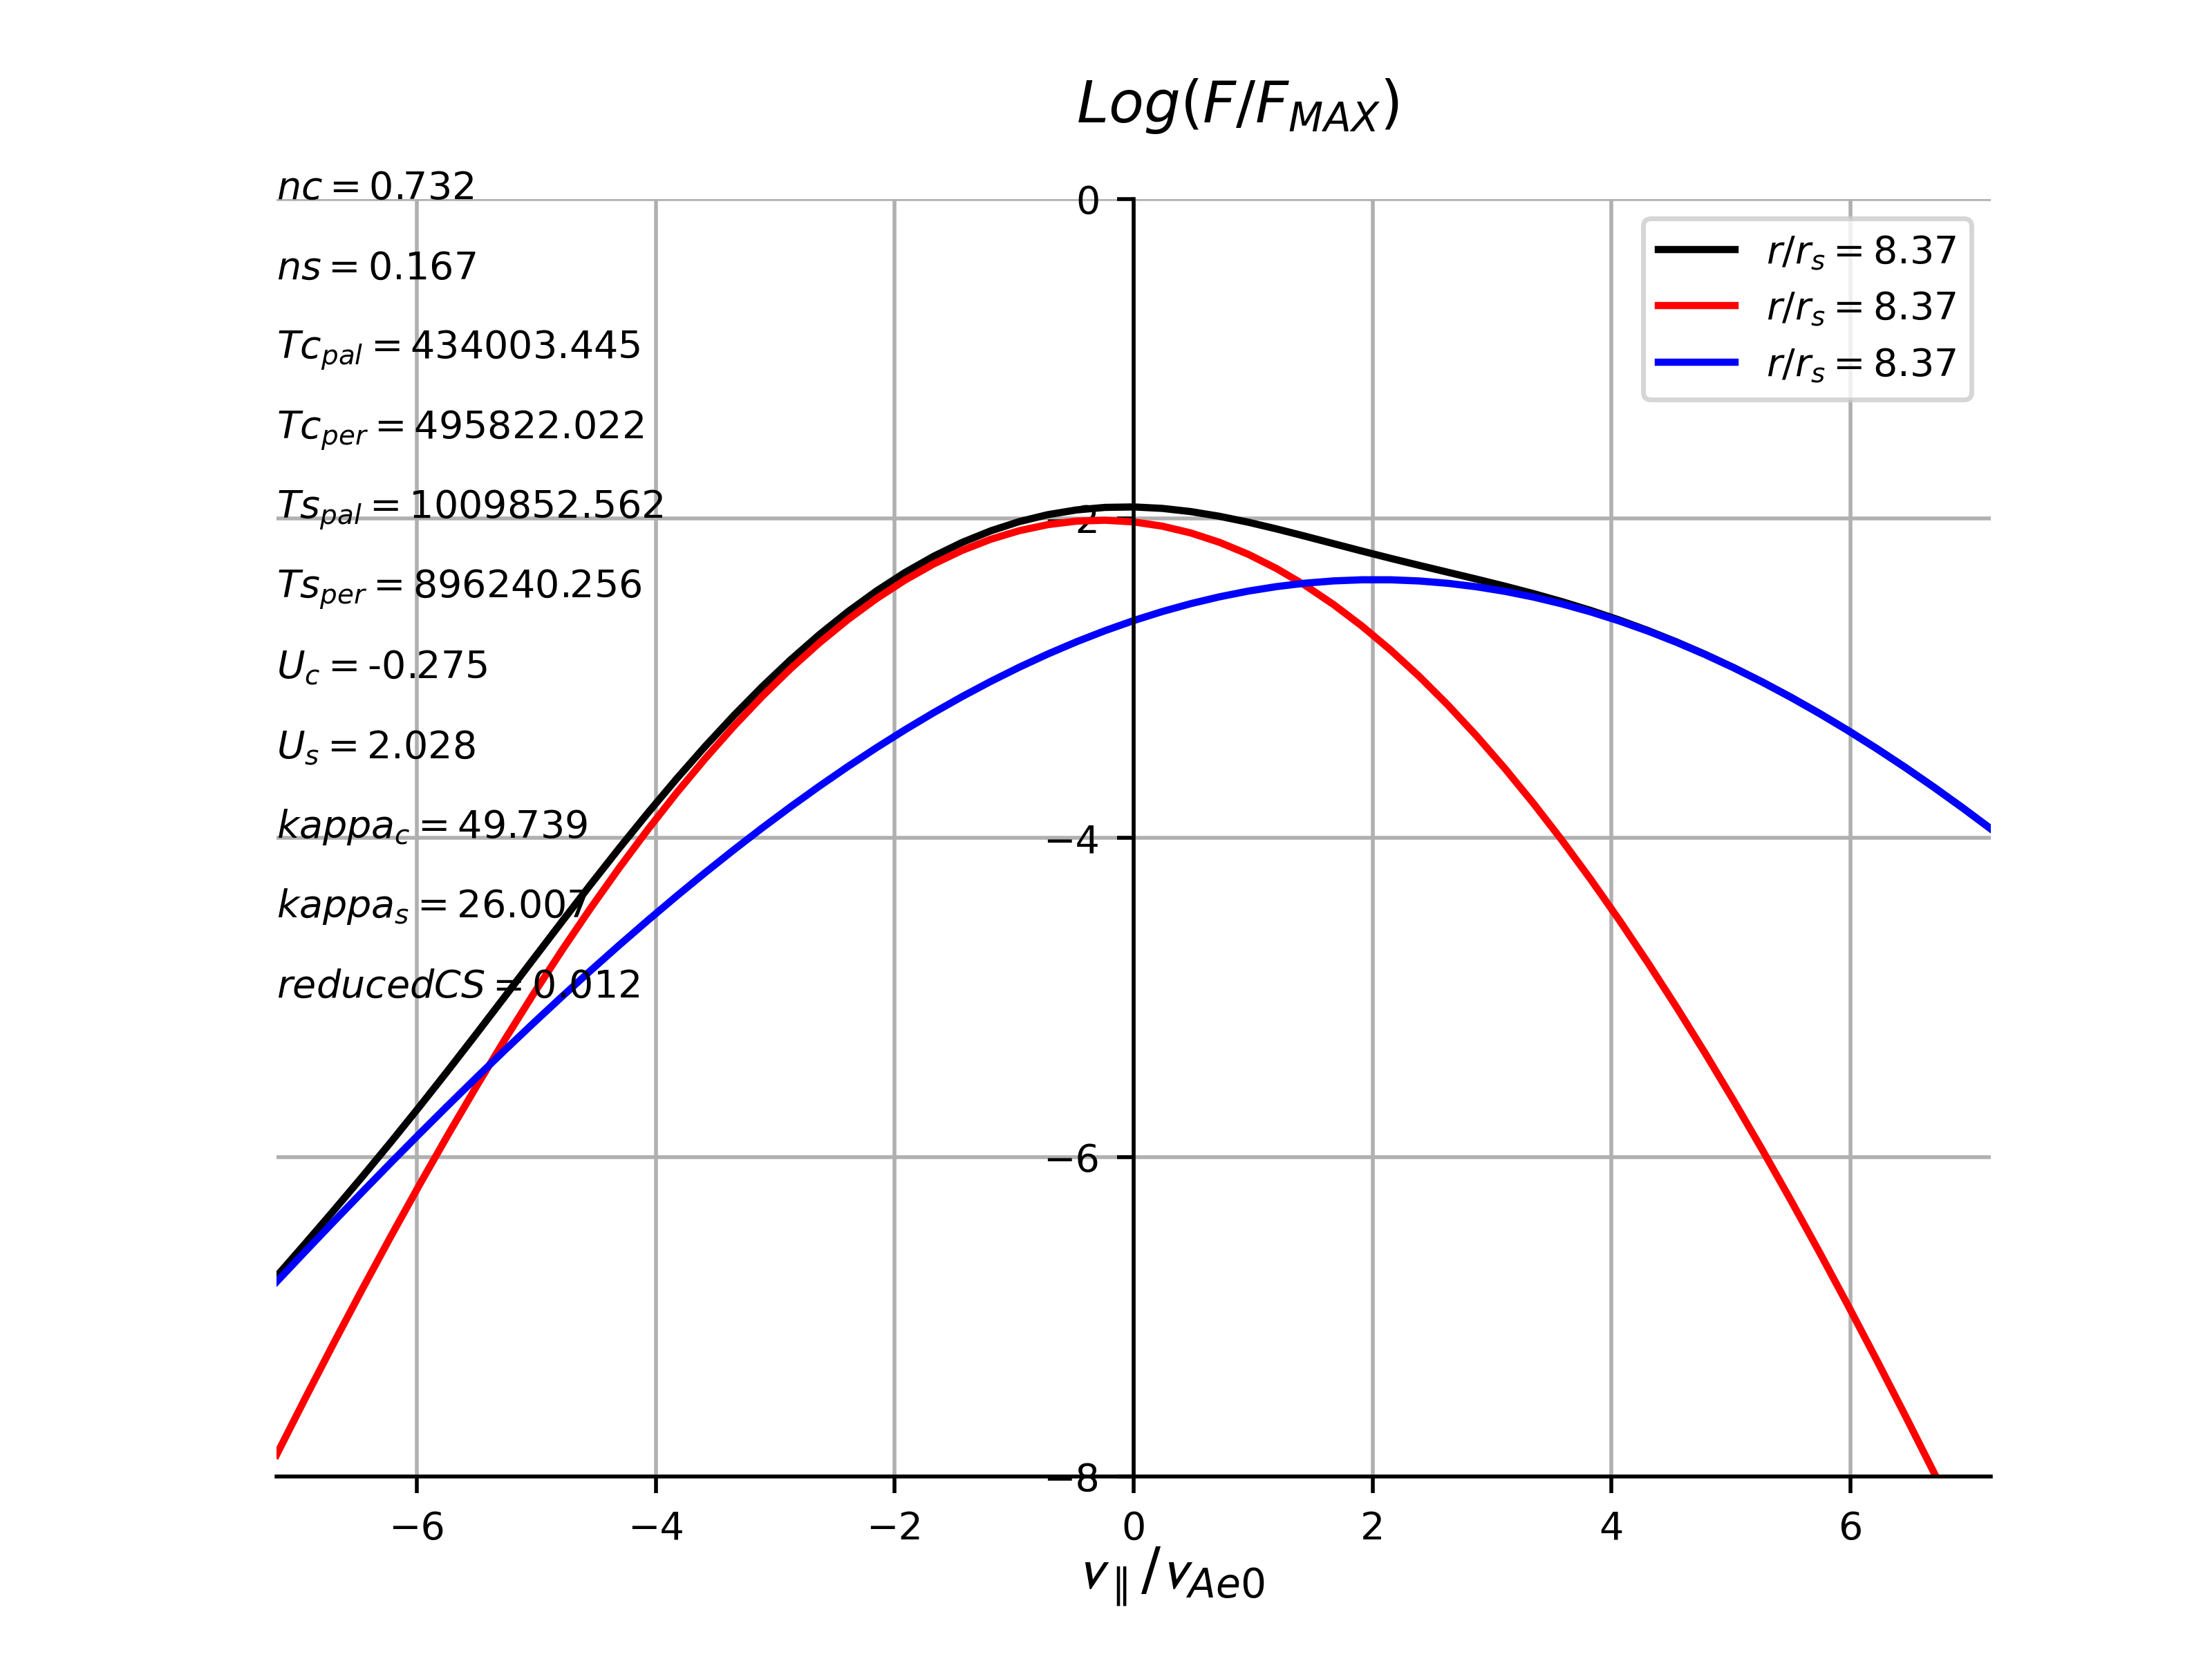 Log(F/F_MAX)
nc = 0.732
ns = 0.167
Tc_pal = 434003.445
Tc_per = 495822.022
Ts_pal = 1009852.562
Ts_per = 896240.256
U_c = -0.275
U_s = 2.028
kappa_c = 49.739
kappa_s = 26.007
reducedCS = 0.012
0
−2
−4
−6
−8
r/r_s = 8.37
r/r_s = 8.37
r/r_s = 8.37
−6 −4 −2 0 2 4 6
v_∥/v_Ae0